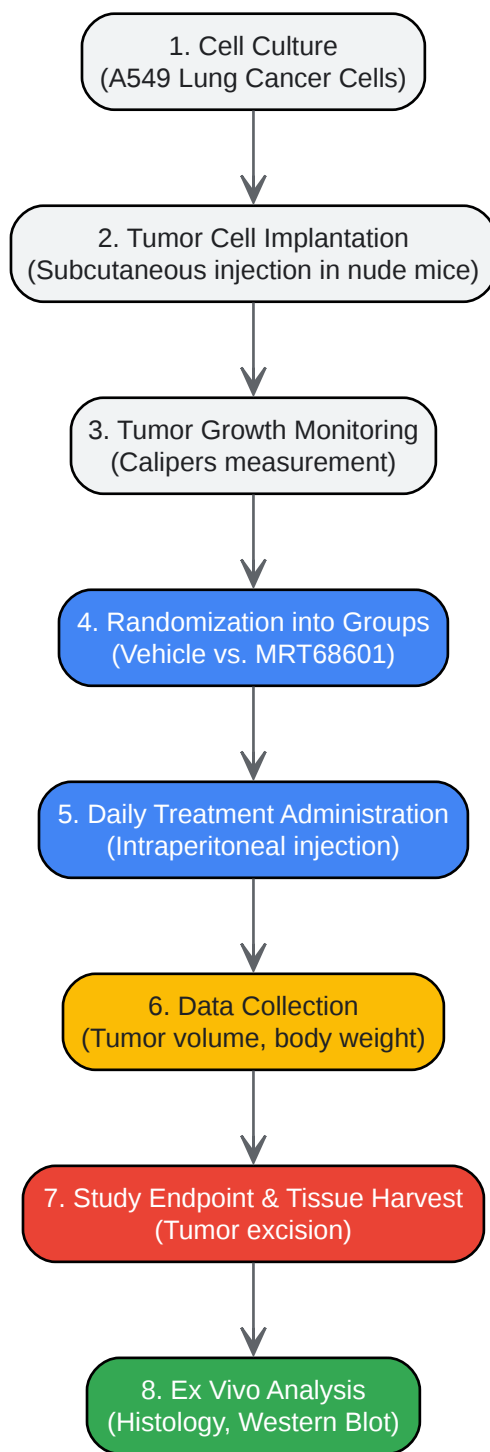 1. Cell Culture
(A549 Lung Cancer Cells)
2. Tumor Cell Implantation
(Subcutaneous injection in nude mice)
3. Tumor Growth Monitoring
(Calipers measurement)
4. Randomization into Groups
(Vehicle vs. MRT68601)
5. Daily Treatment Administration
(Intraperitoneal injection)
6. Data Collection
(Tumor volume, body weight)
7. Study Endpoint & Tissue Harvest
(Tumor excision)
8. Ex Vivo Analysis
(Histology, Western Blot)